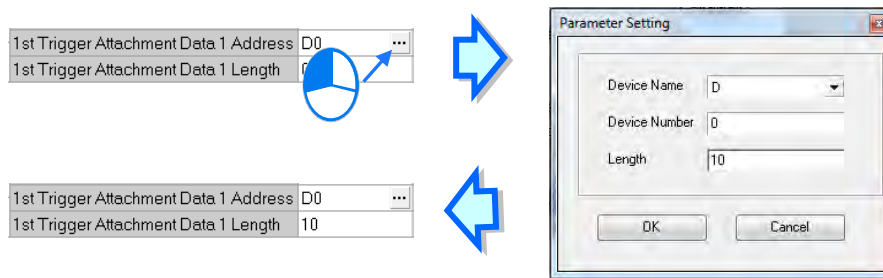 1st Trigger Attachment Data 1 Address D0 ...
1st Trigger Attachment Data 1 Length
Parameter Setting
Device Name D
Device Number 0
Length 10
OK Cancel
1st Trigger Attachment Data 1 Address D0 ...
1st Trigger Attachment Data 1 Length 10